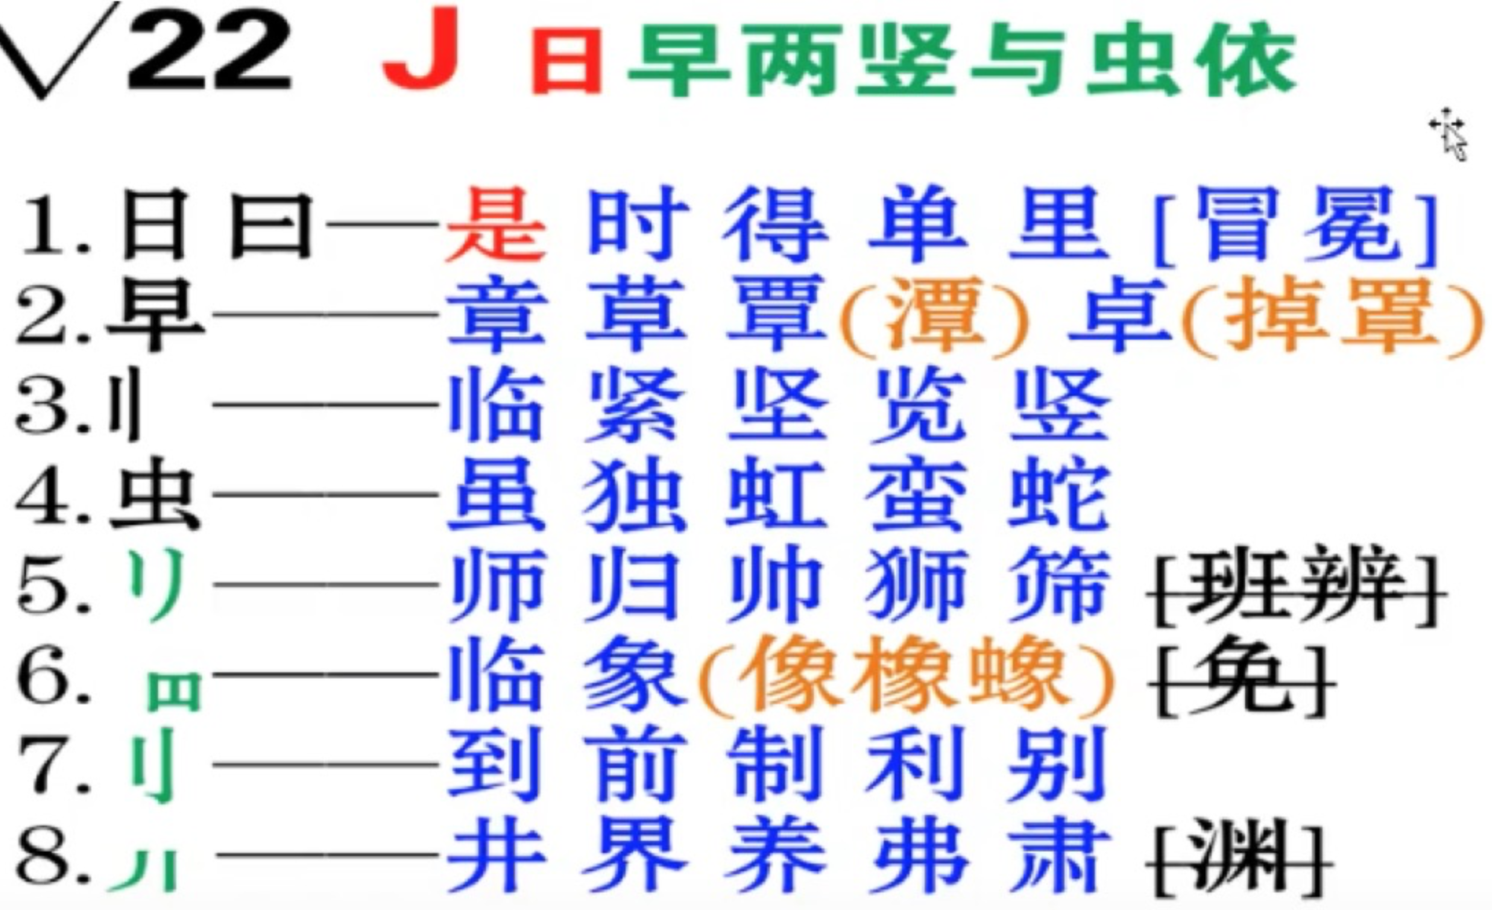 √22 J 日早两竖与虫依
1.日曰——是 时 得 单 里 [冒冕]
2.早——章 草 覃(潭) 卓(掉罩)
3.刂——临 紧 坚 览 竖
4.虫——虽 独 虹 蛮 蛇
5.リ——师 归 帅 狮 筛 [班辨]
6.罒——临 象(像橡蟓) [免]
7.刂——到 前 制 利 别
8.〢——井 界 养 弗 肃 [渊]